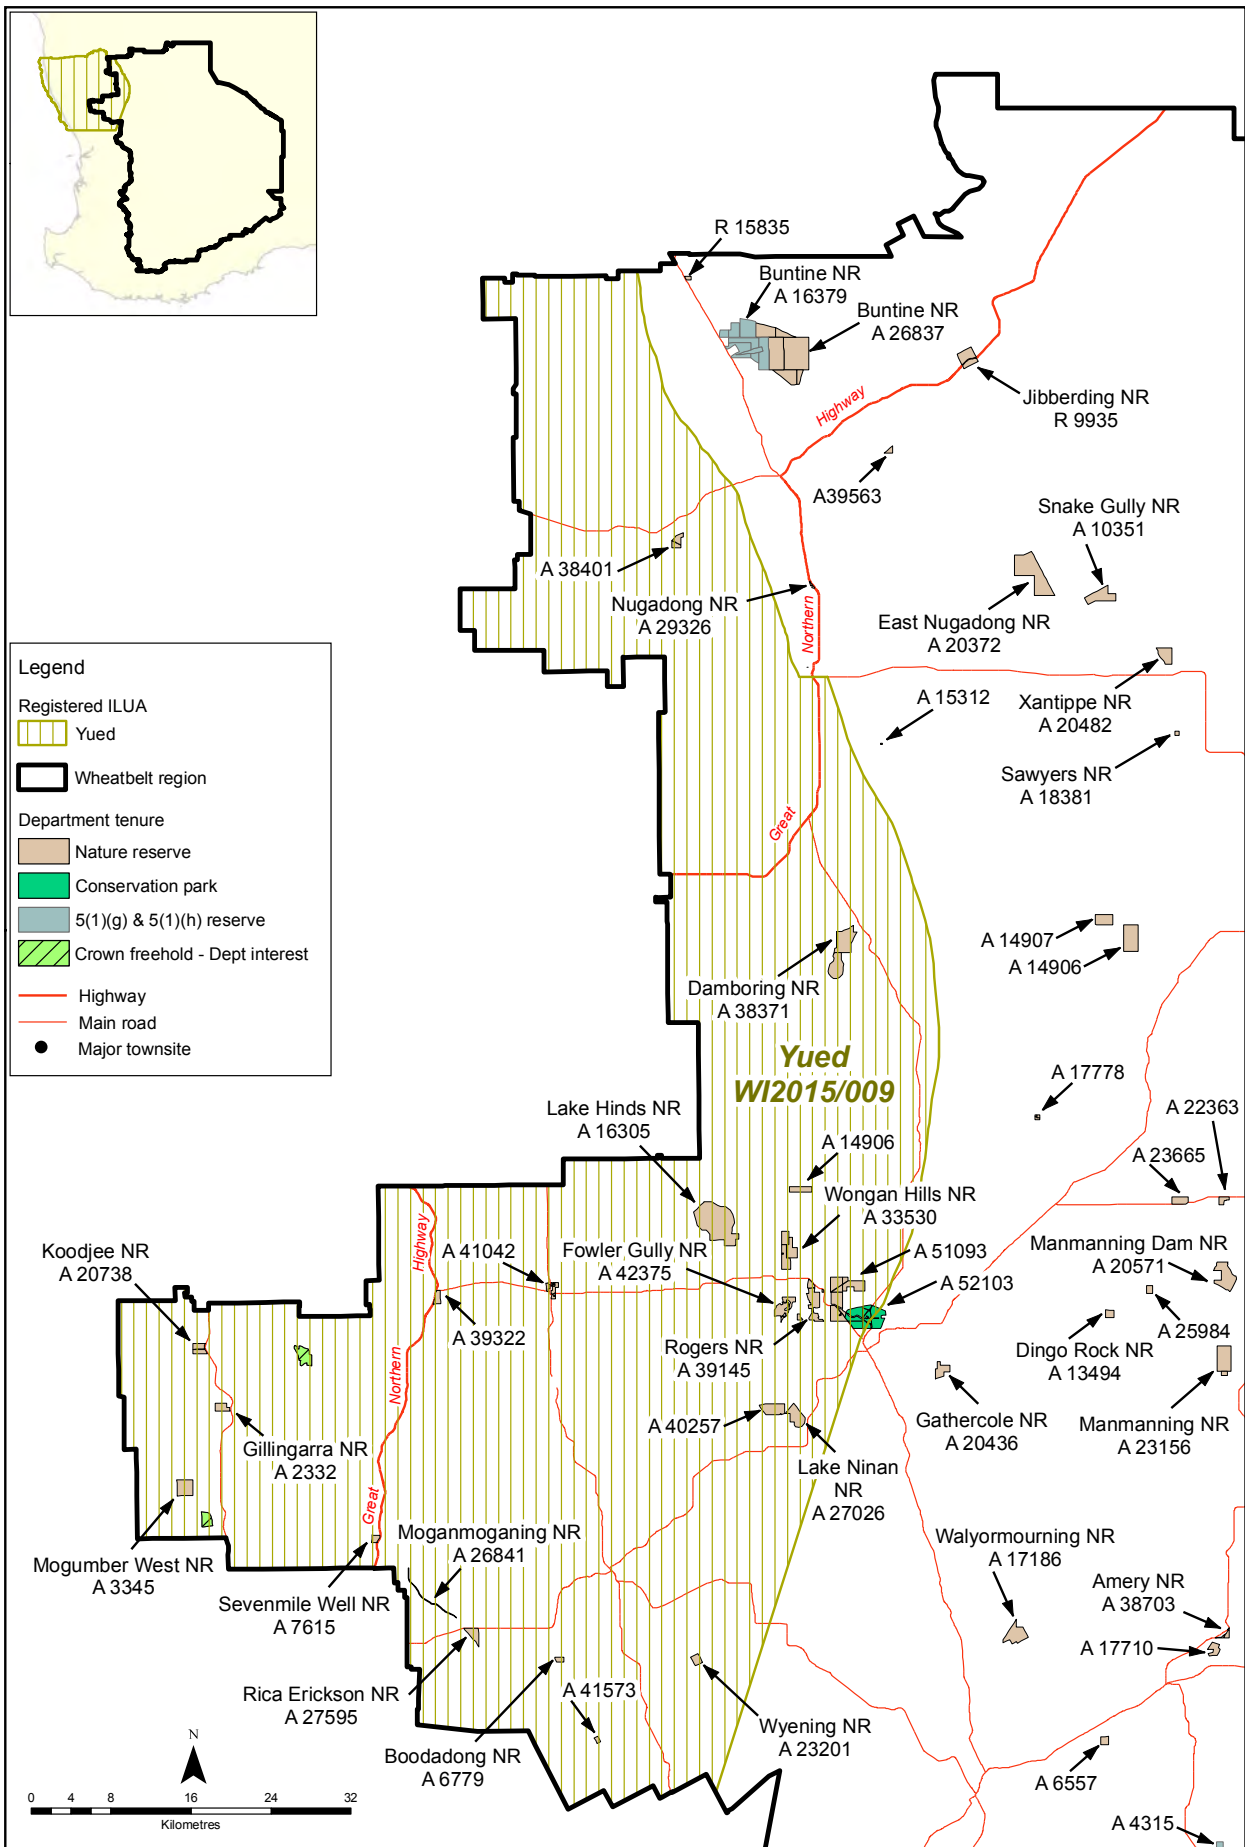 R 15835
Buntine NR
A 16379
Buntine NR
A 26837
Highway
Jibberding NR
R 9935
A39563
Snake Gully NR
A 10351
A 38401
Nugadong NR
A 29326
Northern
East Nugadong NR
A 20372
Legend
Registered ILUA
Yued
Wheatbelt region
Department tenure
Nature reserve
Conservation park
5(1)(g) & 5(1)(h) reserve
Crown freehold - Dept interest
Highway
Main road
Major townsite
A 15312
Xantippe NR
A 20482
Sawyers NR
A 18381
Great
A 14907
A 14906
Damboring NR
A 38371
Yued
WI2015/009
A 17778
A 22363
Lake Hinds NR
A 16305
A 14906
A 23665
Wongan Hills NR
A 33530
Highway
Koodjee NR
A 20738
A 41042
Fowler Gully NR
A 42375
A 51093
A 52103
Manmanning Dam NR
A 20571
A 39322
Rogers NR
A 39145
A 25984
Dingo Rock NR
A 13494
Northern
Gillingarra NR
A 2332
A 40257
Gathercole NR
A 20436
Manmanning NR
A 23156
Lake Ninan
NR
A 27026
Great
Moganmoganing NR
A 26841
Mogumber West NR
A 3345
Sevenmile Well NR
A 7615
Walyormourning NR
A 17186
Amery NR
A 38703
A 17710
Rica Erickson NR
A 27595
A 41573
Boodadong NR
A 6779
Wyening NR
A 23201
A 6557
A 4315
N
0 4 8 16 24 32
Kilometres